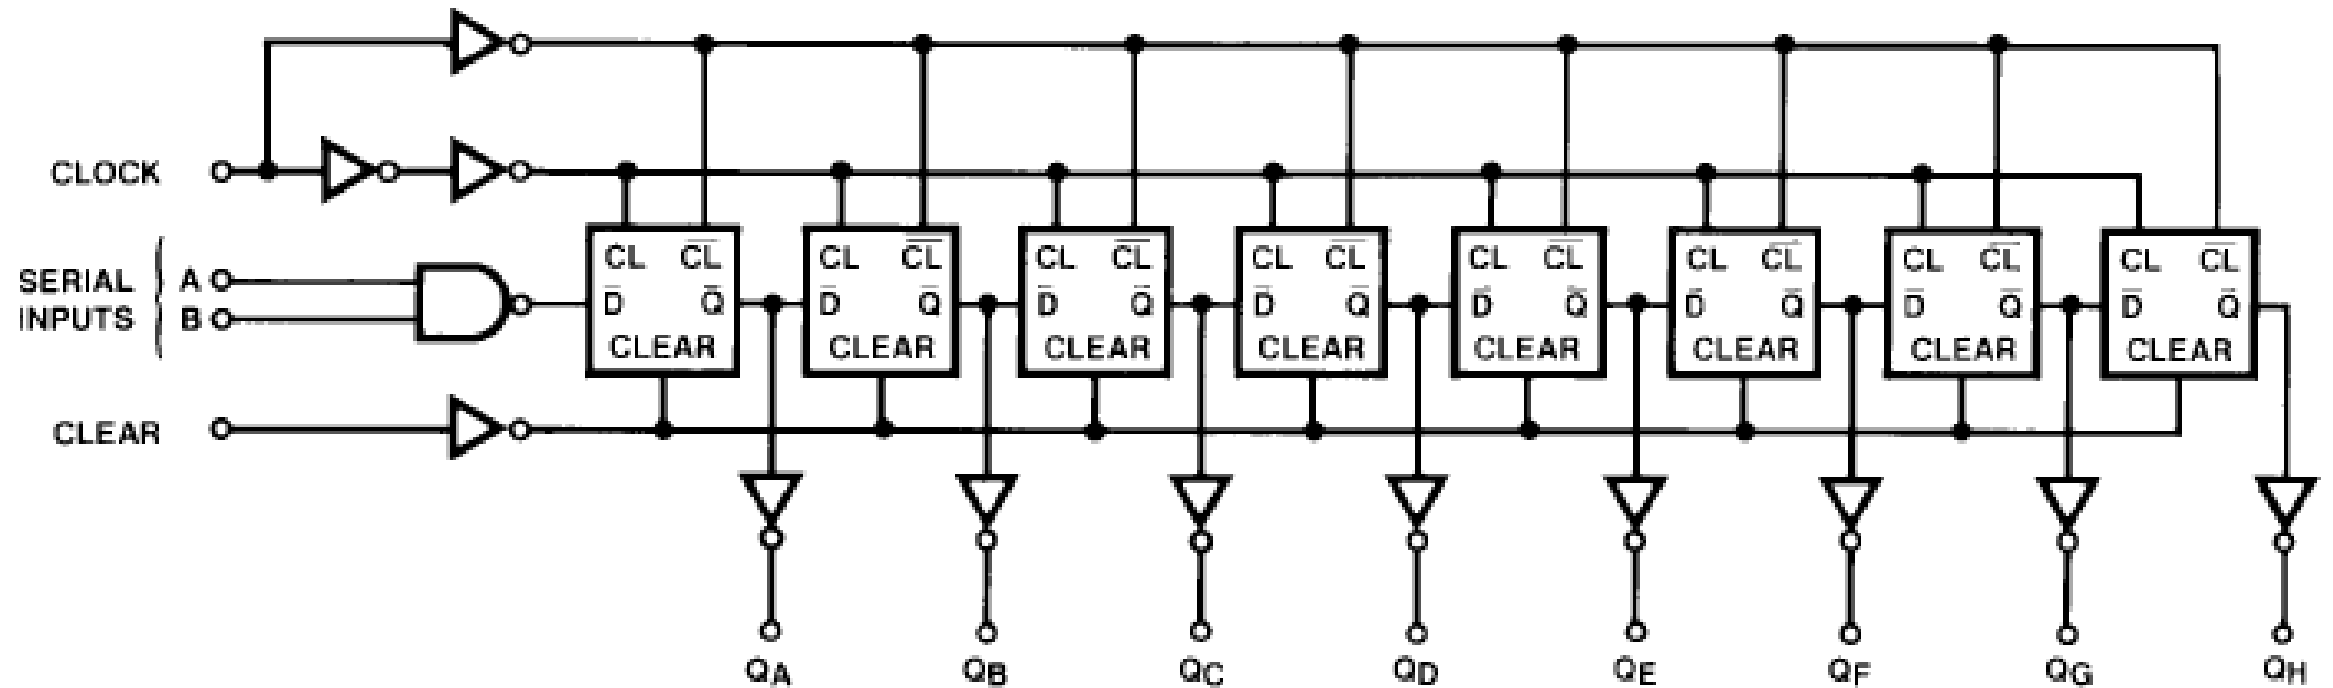 CLOCK
SERIAL INPUTS
A
B
CLEAR
CL C̅L̅
D̅ Q̅
CLEAR
CL C̅L̅
D̅ Q̅
CLEAR
CL C̅L̅
D̅ Q̅
CLEAR
CL C̅L̅
D̅ Q̅
CLEAR
CL C̅L̅
D̅ Q̅
CLEAR
CL C̅L̅
D̅ Q̅
CLEAR
CL C̅L̅
D̅ Q̅
CLEAR
CL C̅L̅
D̅ Q̅
CLEAR
QA QB QC QD QE QF QG QH